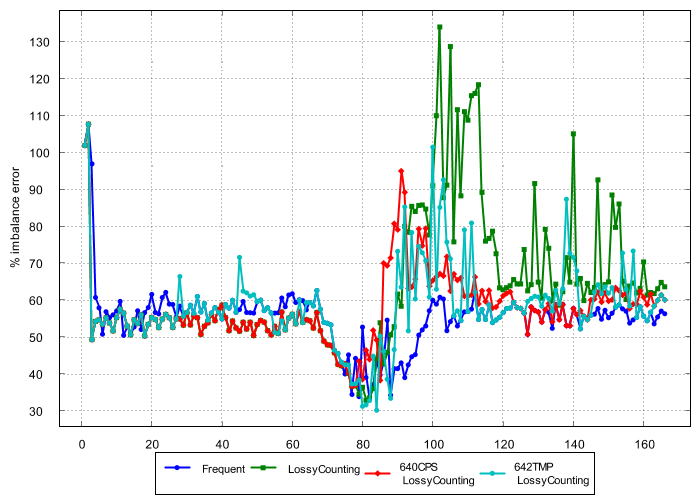 130
120
110
100
90
80
70
60
50
40
30
% imbalance error
0 20 40 60 80 100 120 140 160
Frequent LossyCounting 640CPS 642TMP
LossyCounting LossyCounting